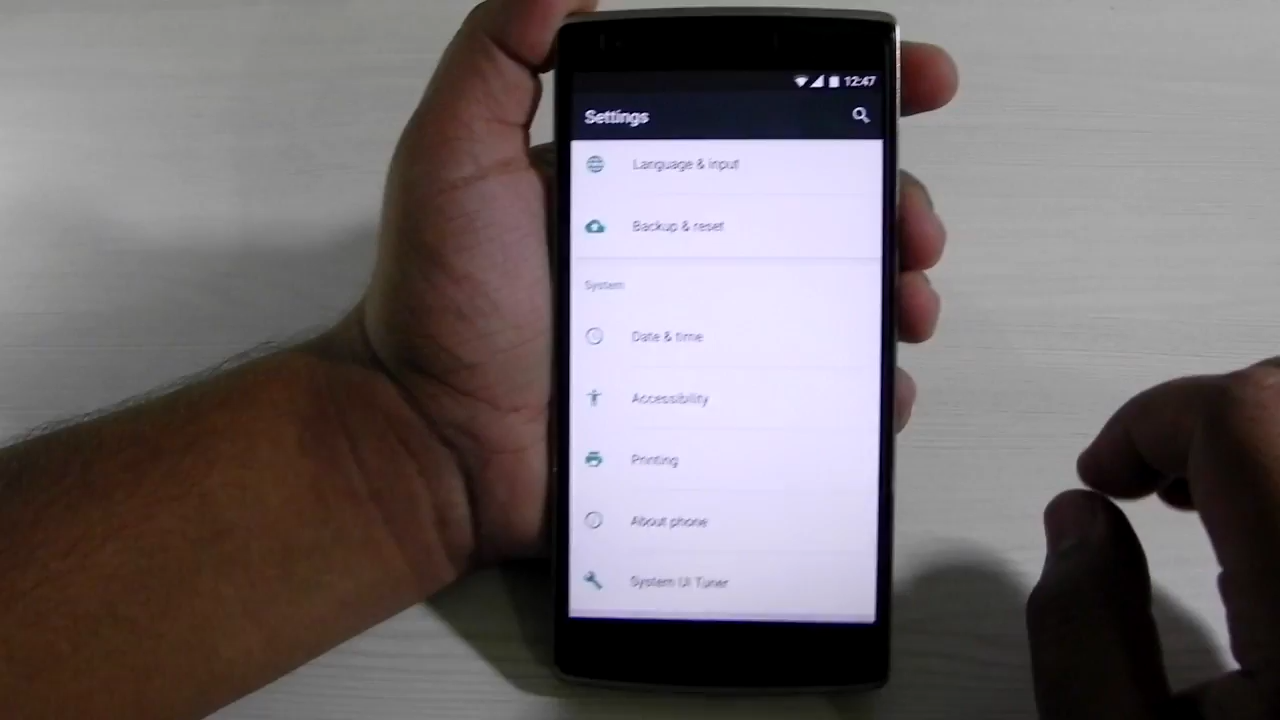 12:47
Settings
Language & input
Backup & reset
System
Date & time
Accessibility
Printing
About phone
System UI Tuner